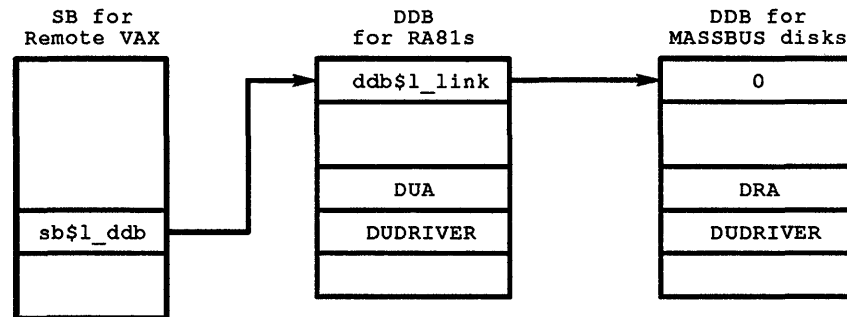 SB for
Remote VAX
DDB
for RA81s
DDB for
MASSBUS disks
ddb$l_link
0
DUA
DRA
sb$l_ddb
DUDRIVER
DUDRIVER